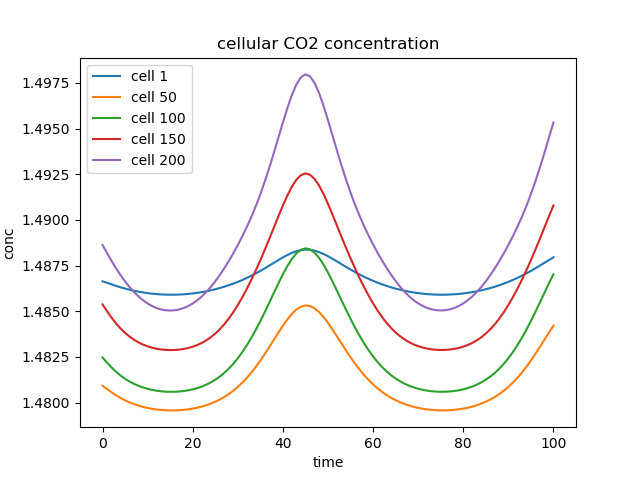 cellular CO2 concentration
cell 1
cell 50
cell 100
cell 150
cell 200
conc
1.4975
1.4950
1.4925
1.4900
1.4875
1.4850
1.4825
1.4800
0 20 40 60 80 100
time